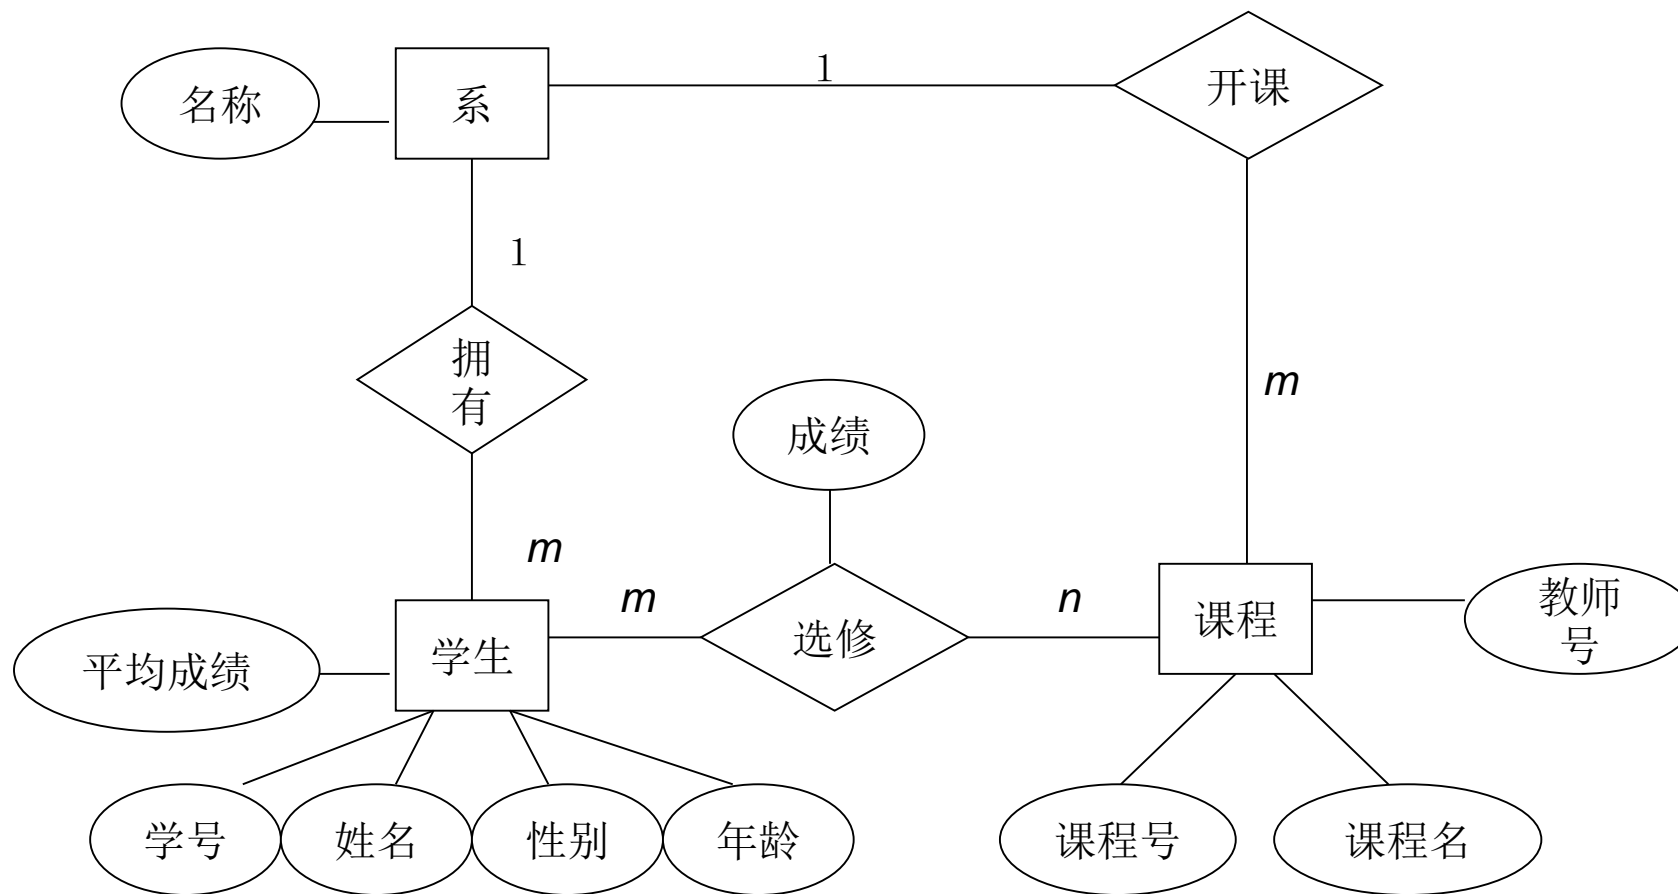 名称
系
1
开课
1
拥
有
m
成绩
m
m
n
选修
课程
教师
号
平均成绩
学生
学号
姓名
性别
年龄
课程号
课程名